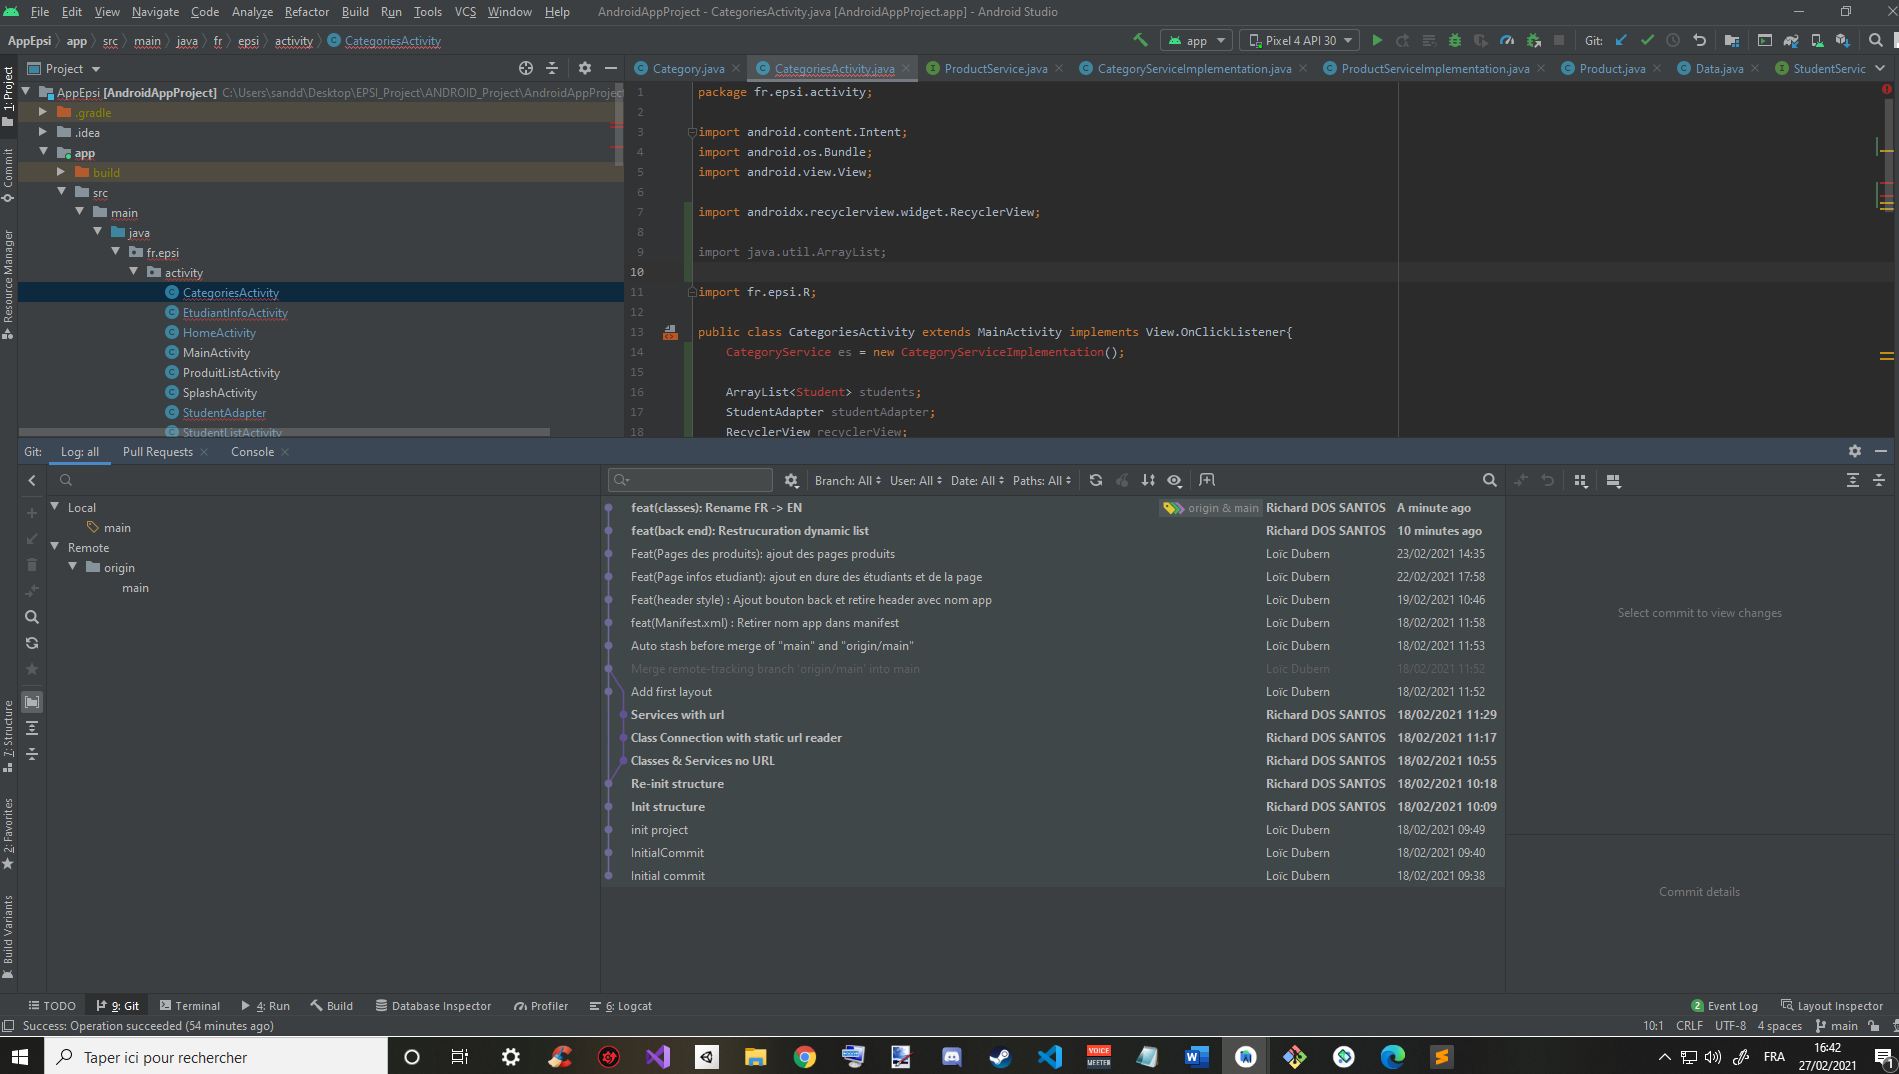 File Edit View Navigate Code Analyze Refactor Build Run Tools VCS Window Help AndroidAppProject - CategoriesActivity.java [AndroidAppProject.app] - Android Studio
AppEpsi app src main java fr epsi activity CategoriesActivity app Pixel 4 API 30 Git:
Project
Category.java CategoriesActivity.java ProductService.java CategoryServiceImplementation.java ProductServiceImplementation.java Product.java Data.java StudentServic
1: Project
Commit
Resource Manager
7: Structure
2: Favorites
Build Variants
AppEpsi [AndroidAppProject] C:\Users\sandd\Desktop\EPSI_Project\ANDROID_Project\AndroidAppProject
.gradle
.idea
app
build
src
main
java
fr.epsi
activity
CategoriesActivity
EtudiantInfoActivity
HomeActivity
MainActivity
ProduitListActivity
SplashActivity
StudentAdapter
StudentListActivity
1 package fr.epsi.activity;
2
3 import android.content.Intent;
4 import android.os.Bundle;
5 import android.view.View;
6
7 import androidx.recyclerview.widget.RecyclerView;
8
9 import java.util.ArrayList;
10
11 import fr.epsi.R;
12
13 public class CategoriesActivity extends MainActivity implements View.OnClickListener{
14 CategoryService es = new CategoryServiceImplementation();
15
16 ArrayList<Student> students;
17 StudentAdapter studentAdapter;
18 RecyclerView recyclerView;
Git: Log: all Pull Requests Console
Branch: All User: All Date: All Paths: All
Local
main
Remote
origin
main
feat(classes): Rename FR -> EN origin & main Richard DOS SANTOS A minute ago
feat(back end): Restrucuration dynamic list Richard DOS SANTOS 10 minutes ago
Feat(Pages des produits): ajout des pages produits Loïc Dubern 23/02/2021 14:35
Feat(Page infos etudiant): ajout en dure des étudiants et de la page Loïc Dubern 22/02/2021 17:58
Feat(header style) : Ajout bouton back et retire header avec nom app Loïc Dubern 19/02/2021 10:46
feat(Manifest.xml) : Retirer nom app dans manifest Loïc Dubern 18/02/2021 11:58
Auto stash before merge of "main" and "origin/main" Loïc Dubern 18/02/2021 11:53
Merge remote-tracking branch 'origin/main' into main Loïc Dubern 18/02/2021 11:52
Add first layout Loïc Dubern 18/02/2021 11:52
Services with url Richard DOS SANTOS 18/02/2021 11:29
Class Connection with static url reader Richard DOS SANTOS 18/02/2021 11:17
Classes & Services no URL Richard DOS SANTOS 18/02/2021 10:55
Re-init structure Richard DOS SANTOS 18/02/2021 10:18
Init structure Richard DOS SANTOS 18/02/2021 10:09
init project Loïc Dubern 18/02/2021 09:49
InitialCommit Loïc Dubern 18/02/2021 09:40
Initial commit Loïc Dubern 18/02/2021 09:38
Select commit to view changes
Commit details
TODO 9: Git Terminal 4: Run Build Database Inspector Profiler 6: Logcat 2 Event Log Layout Inspector
Success: Operation succeeded (54 minutes ago) 10:1 CRLF UTF-8 4 spaces main
Taper ici pour rechercher VOICE MEETER FRA 16:42
27/02/2021 1